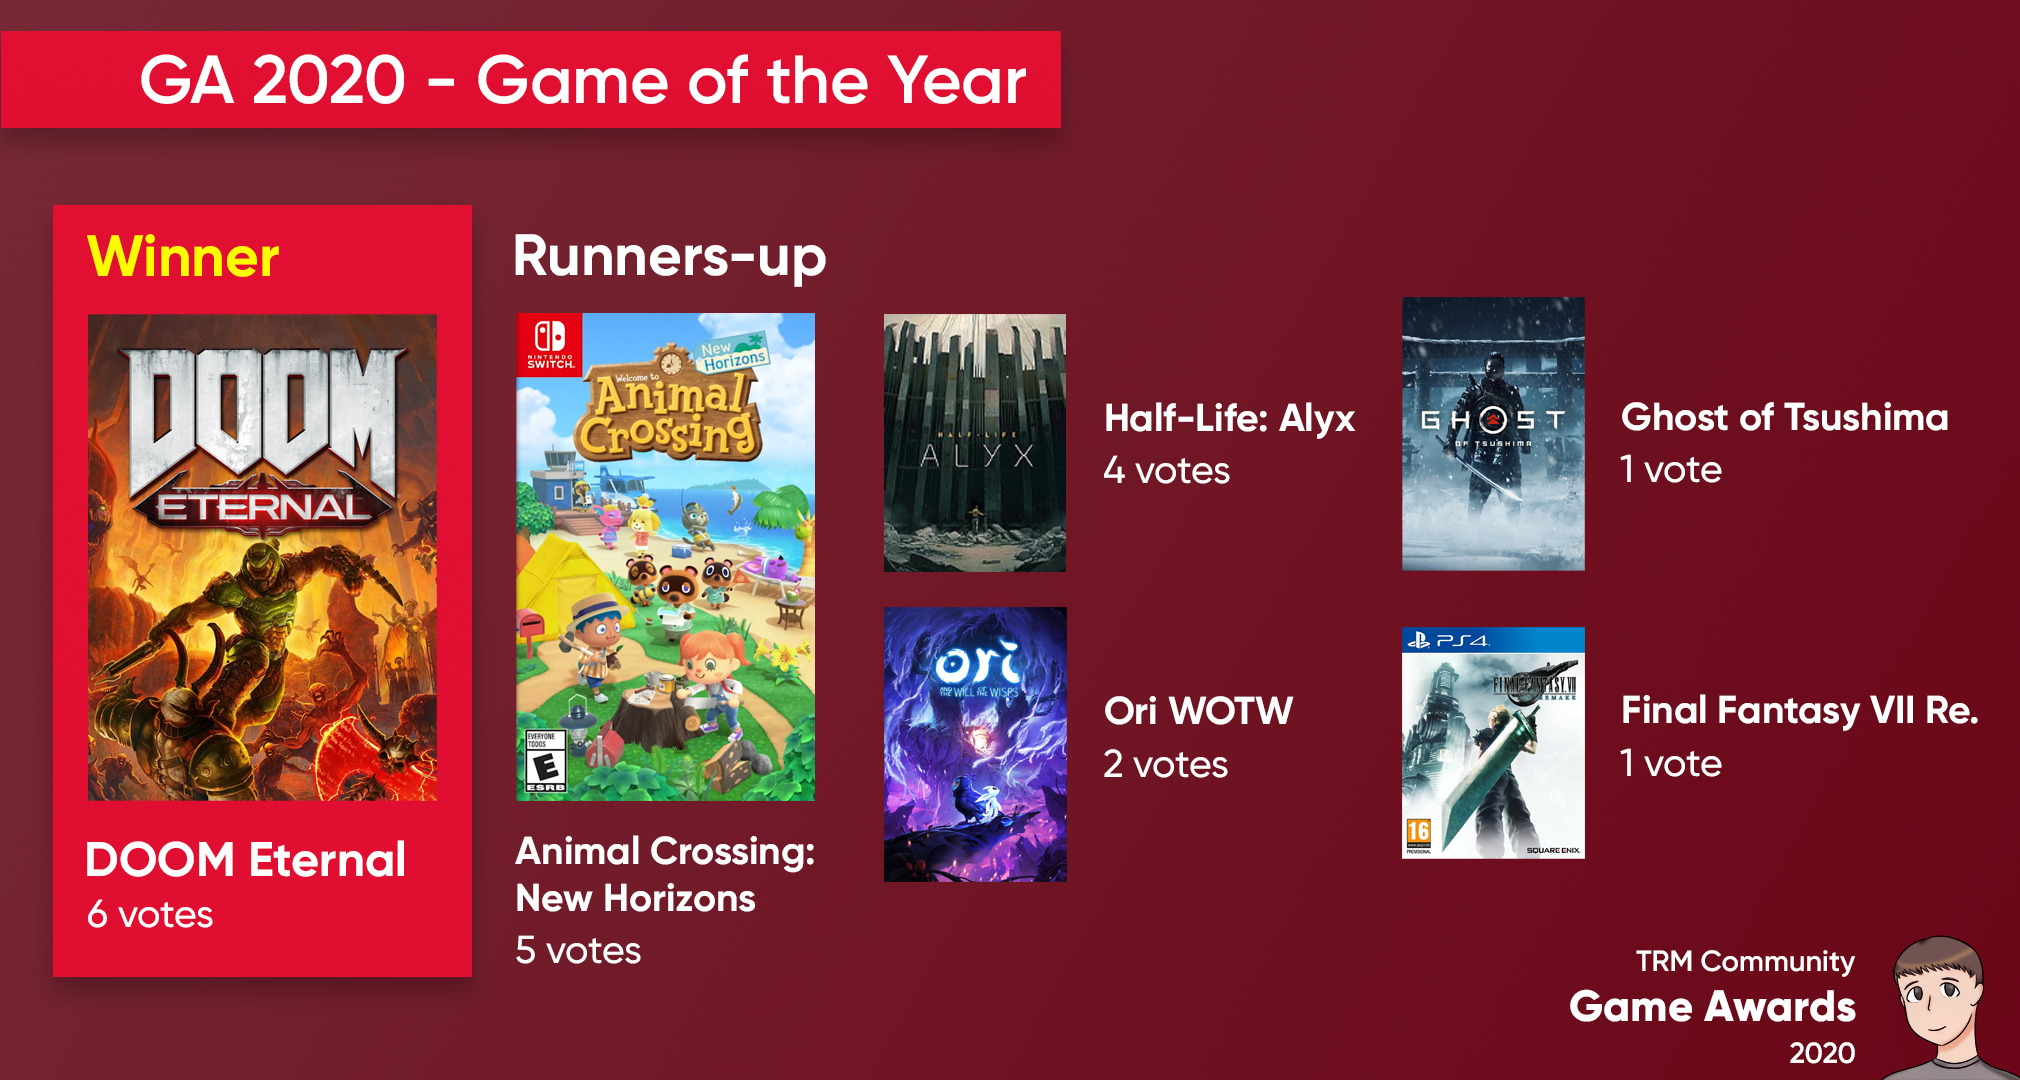 GA 2020 - Game of the Year
Winner
DOOM
ETERNAL
DOOM Eternal
6 votes
Runners-up
NINTENDO
SWITCH
Welcome to
Animal
Crossing
New
Horizons
EVERYONE
TODOS
E
ESRB
Animal Crossing:
New Horizons
5 votes
HALF-LIFE
ALYX
Half-Life: Alyx
4 votes
ori
AND THE WILL OF THE WISPS
Ori WOTW
2 votes
GHOST
OF TSUSHIMA
Ghost of Tsushima
1 vote
PS4
FINAL FANTASY VII
REMAKE
16
PROVISIONAL
SQUARE ENIX
Final Fantasy VII Re.
1 vote
TRM Community
Game Awards
2020